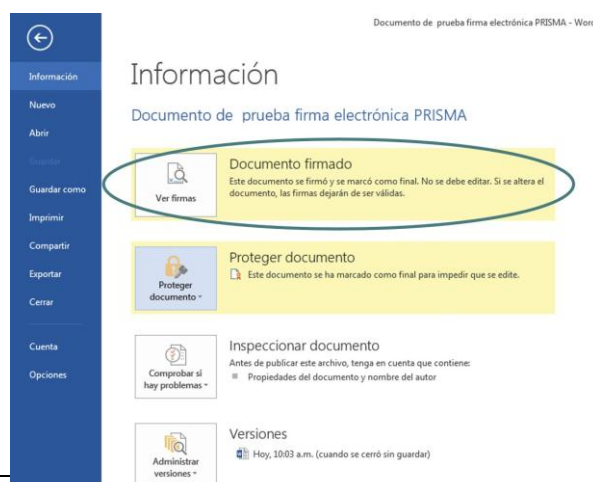 Documento de prueba firma electrónica PRISMA - Word
Información
Nuevo
Abrir
Guardar
Guardar como
Imprimir
Compartir
Exportar
Cerrar
Cuenta
Opciones
Información
Documento de prueba firma electrónica PRISMA
Ver firmas
Documento firmado
Este documento se firmó y se marcó como final. No se debe editar. Si se altera el
documento, las firmas dejarán de ser válidas.
Proteger
documento
Proteger documento
Este documento se ha marcado como final para impedir que se edite.
Comprobar si
hay problemas
Inspeccionar documento
Antes de publicar este archivo, tenga en cuenta que contiene:
Propiedades del documento y nombre del autor
Administrar
versiones
Versiones
Hoy, 10:03 a.m. (cuando se cerró sin guardar)